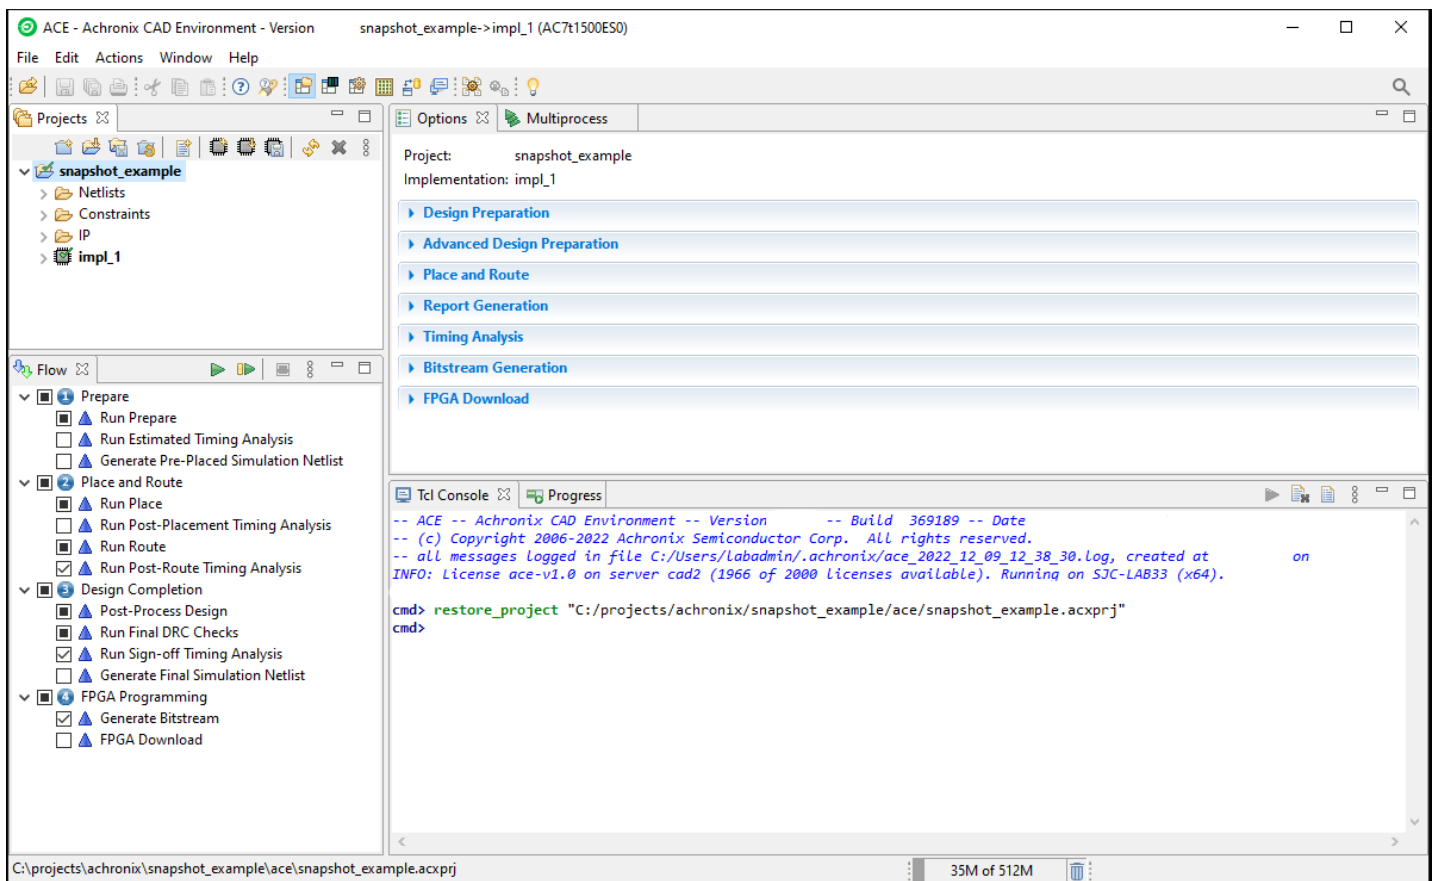 ACE - Achronix CAD Environment - Version snapshot_example->impl_1 (AC7t1500ES0)
File Edit Actions Window Help
Projects
snapshot_example
Netlists
Constraints
IP
impl_1
Options Multiprocess
Project: snapshot_example
Implementation: impl_1
Design Preparation
Advanced Design Preparation
Place and Route
Report Generation
Timing Analysis
Bitstream Generation
FPGA Download
Flow
1 Prepare
Run Prepare
Run Estimated Timing Analysis
Generate Pre-Placed Simulation Netlist
2 Place and Route
Run Place
Run Post-Placement Timing Analysis
Run Route
Run Post-Route Timing Analysis
3 Design Completion
Post-Process Design
Run Final DRC Checks
Run Sign-off Timing Analysis
Generate Final Simulation Netlist
4 FPGA Programming
Generate Bitstream
FPGA Download
Tcl Console Progress
-- ACE -- Achronix CAD Environment -- Version -- Build 369189 -- Date
-- (c) Copyright 2006-2022 Achronix Semiconductor Corp. All rights reserved.
-- all messages logged in file C:/Users/labadmin/.achronix/ace_2022_12_09_12_38_30.log, created at on
INFO: License ace-v1.0 on server cad2 (1966 of 2000 licenses available). Running on SJC-LAB33 (x64).
cmd> restore_project "C:/projects/achronix/snapshot_example/ace/snapshot_example.acxprj"
cmd>
C:\projects\achronix\snapshot_example\ace\snapshot_example.acxprj
35M of 512M